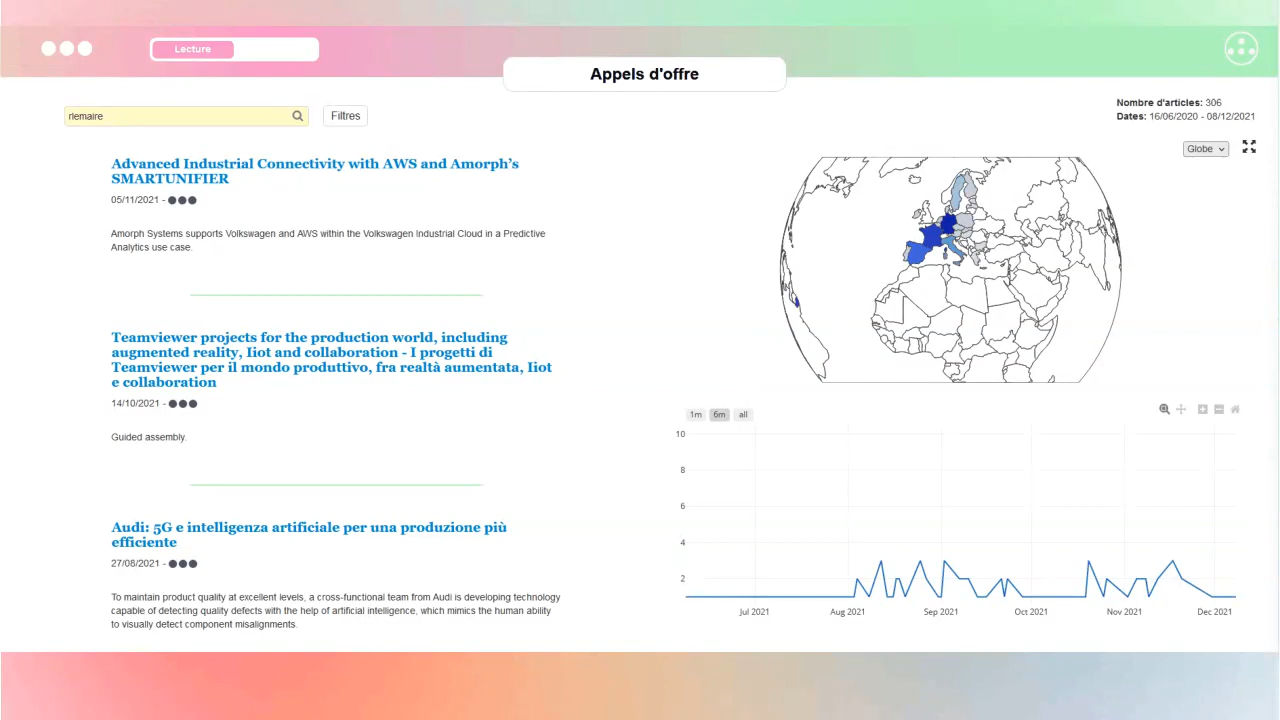 Lecture
Appels d'offre
rlemaire
Filtres
Nombre d'articles: 306
Dates: 16/06/2020 - 08/12/2021
Globe
Advanced Industrial Connectivity with AWS and Amorph's
SMARTUNIFIER
05/11/2021 -
Amorph Systems supports Volkswagen and AWS within the Volkswagen Industrial Cloud in a Predictive
Analytics use case.
Teamviewer projects for the production world, including
augmented reality, Iiot and collaboration - I progetti di
Teamviewer per il mondo produttivo, fra realtà aumentata, Iiot
e collaboration
14/10/2021 -
Guided assembly.
Audi: 5G e intelligenza artificiale per una produzione più
efficiente
27/08/2021 -
To maintain product quality at excellent levels, a cross-functional team from Audi is developing technology
capable of detecting quality defects with the help of artificial intelligence, which mimics the human ability
to visually detect component misalignments.
1m 6m all
10
8
6
4
2
Jul 2021 Aug 2021 Sep 2021 Oct 2021 Nov 2021 Dec 2021